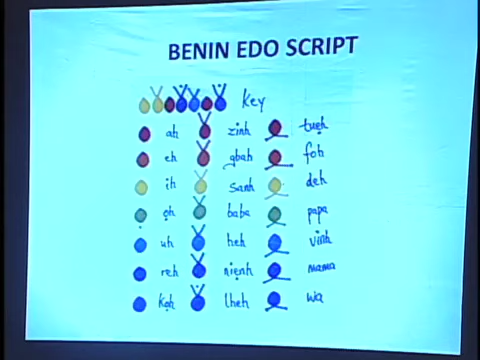 BENIN EDO SCRIPT
Key
ah zinh tueh
eh gbah foh
ih sanh deh
ọh baba papa
uh heh vinh
reh niẹnh mama
Kọh lheh wa